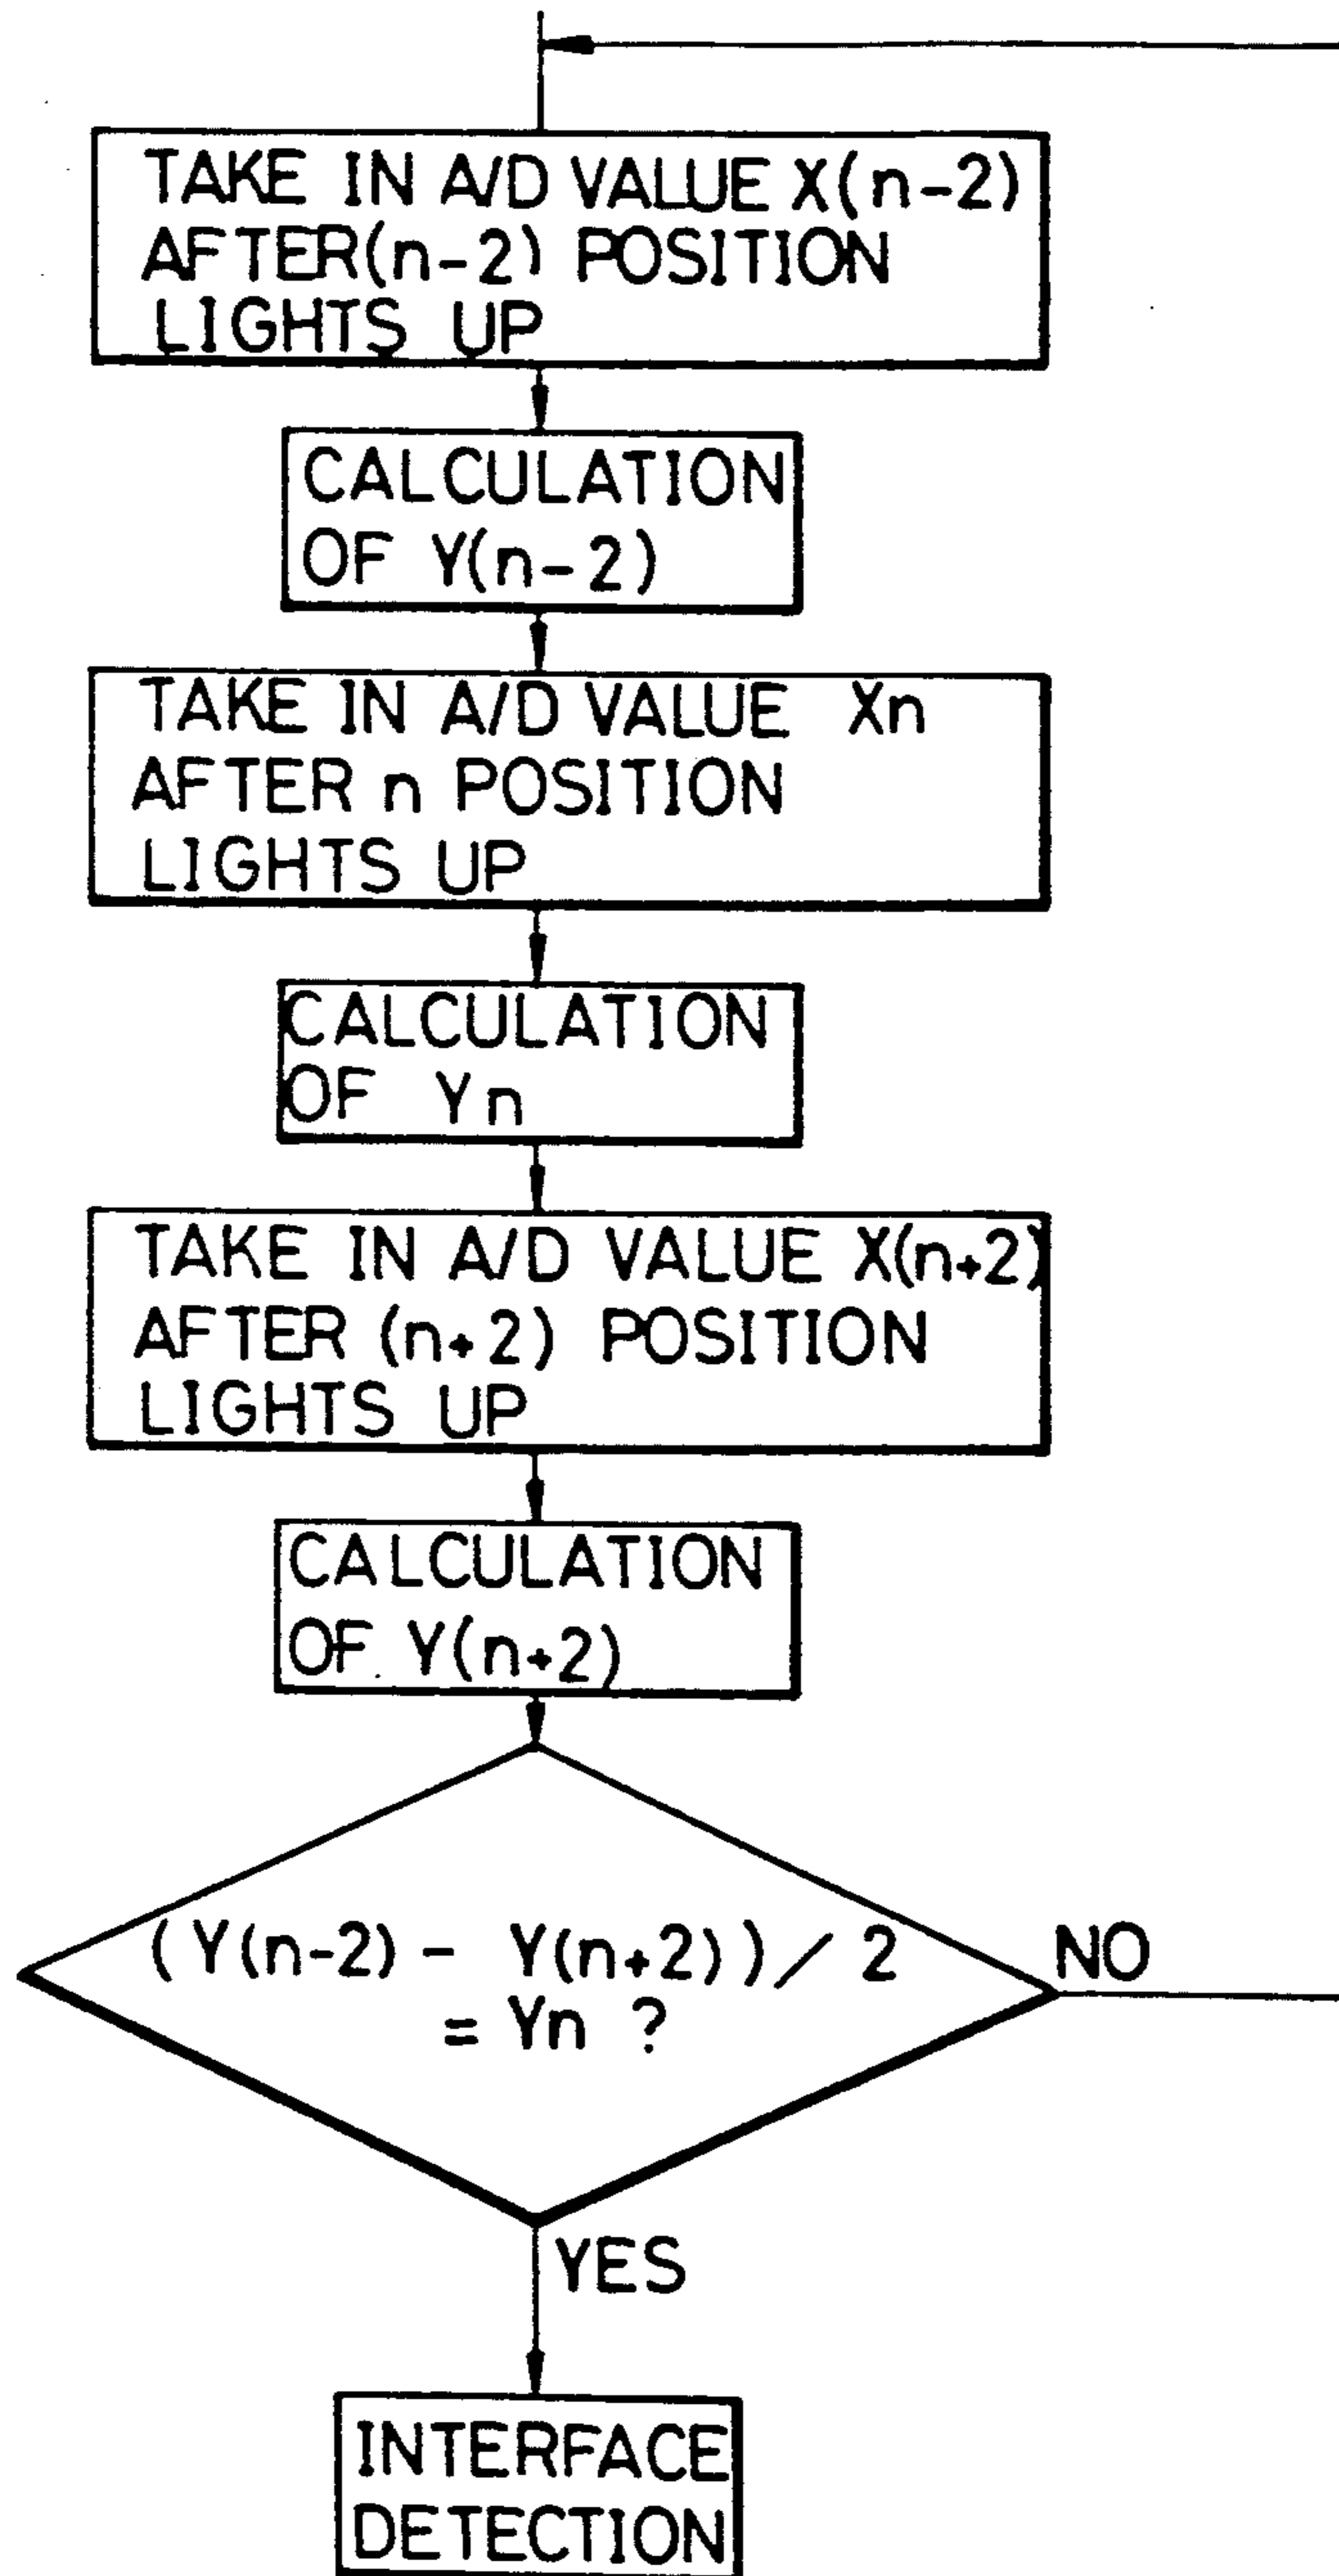 TAKE IN A/D VALUE X(n-2)
AFTER(n-2) POSITION
LIGHTS UP
CALCULATION
OF Y(n-2)
TAKE IN A/D VALUE Xn
AFTER n POSITION
LIGHTS UP
CALCULATION
OF Yn
TAKE IN A/D VALUE X(n+2)
AFTER (n+2) POSITION
LIGHTS UP
CALCULATION
OF Y(n+2)
(Y(n-2) - Y(n+2)) / 2
= Yn ?
NO
YES
INTERFACE
DETECTION